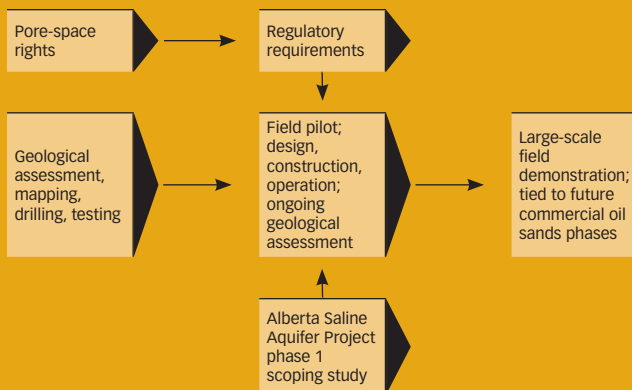 Pore-space
rights
Regulatory
requirements
Geological
assessment,
mapping,
drilling, testing
Field pilot;
design,
construction,
operation;
ongoing
geological
assessment
Large-scale
field
demonstration;
tied to future
commercial oil
sands phases
Alberta Saline
Aquifer Project
phase 1
scoping study